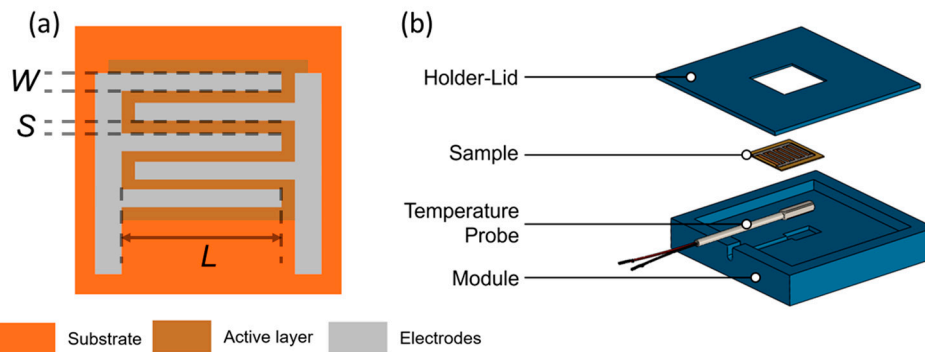 (a)
W
S
L
Substrate
Active layer
Electrodes
(b)
Holder-Lid
Sample
Temperature
Probe
Module